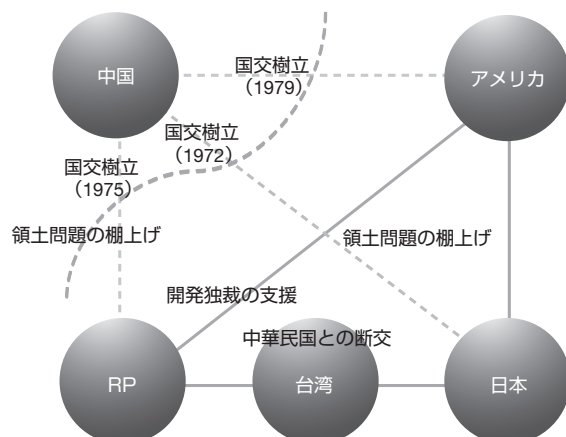 中国
国交樹立
（1979）
アメリカ
国交樹立
（1972）
国交樹立
（1975）
領土問題の棚上げ
領土問題の棚上げ
開発独裁の支援
中華民国との断交
RP
台湾
日本